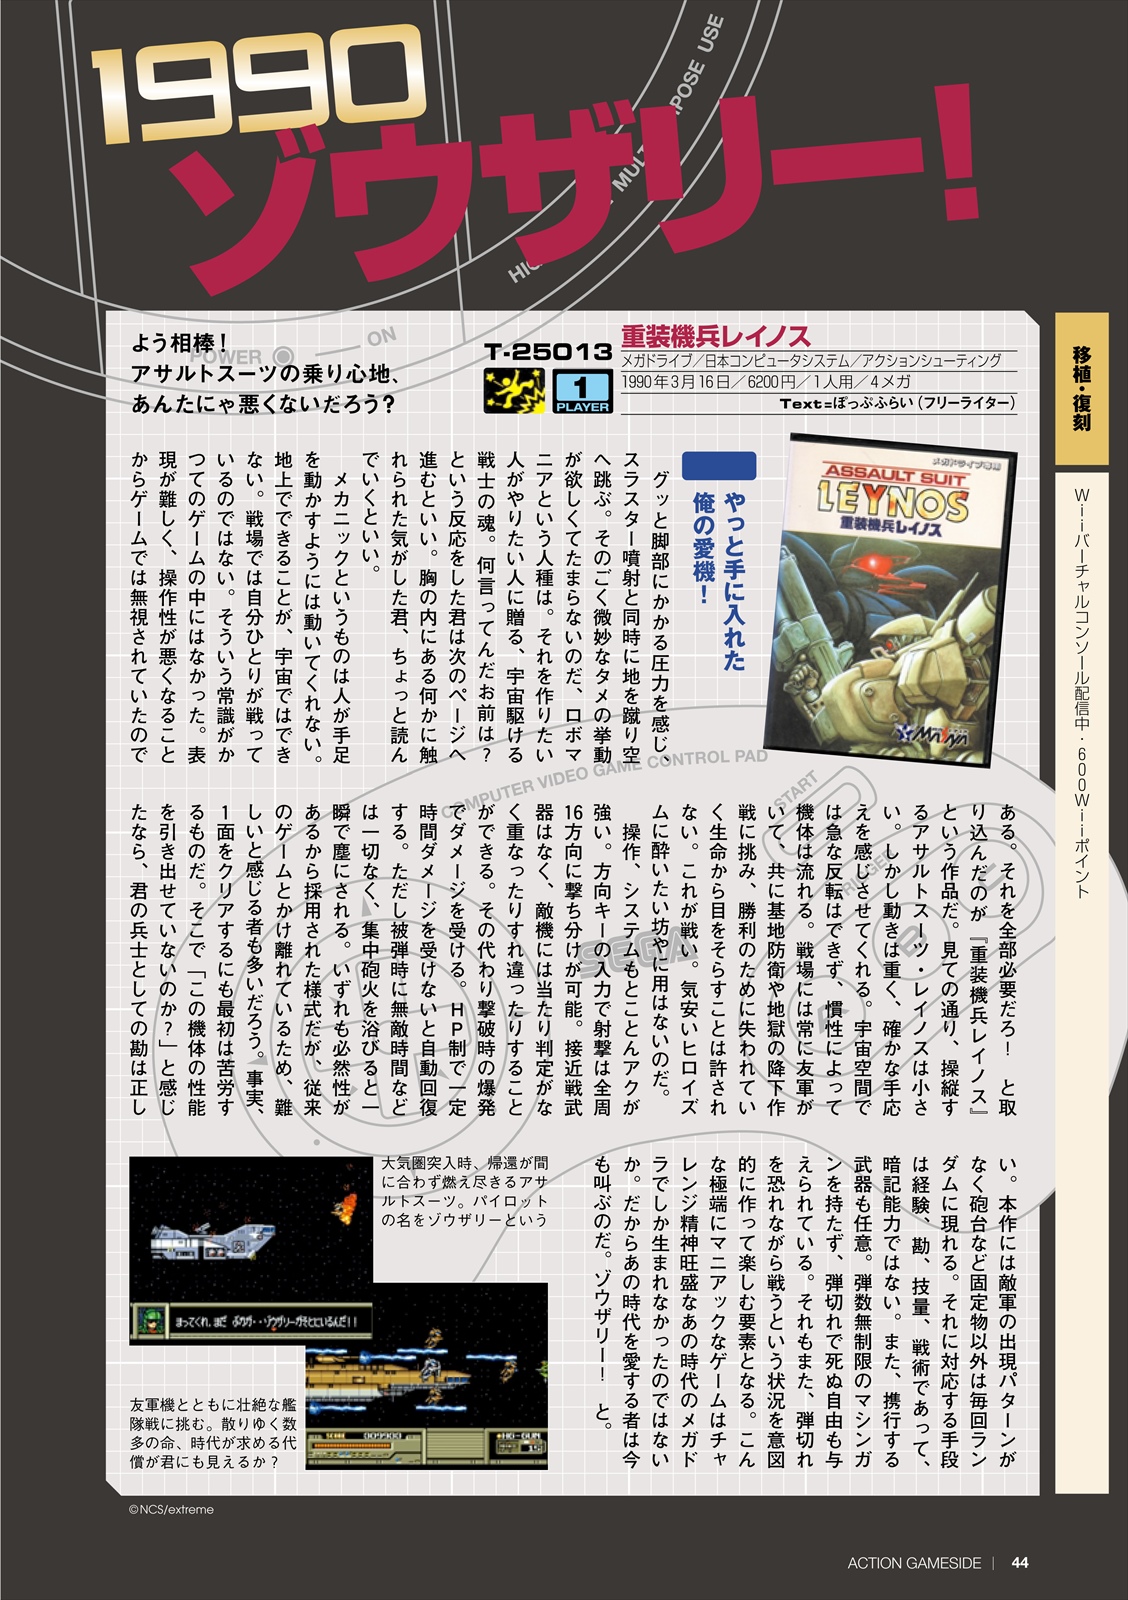 1990
ゾウザリー!
HIG
MULT
POSE USE
POWER
ON
よう相棒!
アサルトスーツの乗り心地、
あんたにゃ悪くないだろう?
T-25013
1
PLAYER
重装機兵レイノス
メガドライブ/日本コンピュータシステム/アクションシューティング
1990年3月16日/6200円/1人用/4メガ
Text=ぽっぷふらい(フリーライター)
移植・復刻
Wiiバーチャルコンソール配信中・600Wiiポイント
メガドライブ専用
ASSAULT SUIT
LEYNOS
重装機兵レイノス
MASAYA
やっと手に入れた
俺の愛機!
グッと脚部にかかる圧力を感じ、
スラスター噴射と同時に地を蹴り空
へ跳ぶ。そのごく微妙なタメの挙動
が欲しくてたまらないのだ、ロボマ
ニアという人種は。それを作りたい
人がやりたい人に贈る、宇宙駆ける
戦士の魂。何言ってんだお前は?
という反応をした君は次のページへ
進むといい。胸の内にある何かに触
れられた気がした君、ちょっと読ん
でいくといい。
メカニックというものは人が手足
を動かすようには動いてくれない。
地上でできることが、宇宙ではでき
ない。戦場では自分ひとりが戦って
いるのではない。そういう常識がか
つてのゲームの中にはなかった。表
現が難しく、操作性が悪くなること
からゲームでは無視されていたので
COMPUTER VIDEO GAME CONTROL PAD
START
TRIGGER
A
B
C
SEGA
ある。それを全部必要だろ! と取
り込んだのが『重装機兵レイノス』
という作品だ。見ての通り、操縦す
るアサルトスーツ・レイノスは小さ
い。しかし動きは重く、確かな手応
えを感じさせてくれる。宇宙空間で
は急な反転はできず、慣性によって
機体は流れる。戦場には常に友軍が
いて、共に基地防衛や地獄の降下作
戦に挑み、勝利のために失われてい
く生命から目をそらすことは許され
ない。これが戦い。気安いヒロイズ
ムに酔いたい坊やに用はないのだ。
操作、システムもとことんアクが
強い。方向キーの入力で射撃は全周
16方向に撃ち分けが可能。接近戦武
器はなく、敵機には当たり判定がな
く重なったりすれ違ったりすること
ができる。その代わり撃破時の爆発
でダメージを受ける。HP制で一定
時間ダメージを受けないと自動回復
する。ただし被弾時に無敵時間など
は一切なく、集中砲火を浴びると一
瞬で塵にされる。いずれも必然性が
あるから採用された様式だが、従来
のゲームとかけ離れているため、難
しいと感じる者も多いだろう。事実、
1面をクリアするにも最初は苦労す
るものだ。そこで「この機体の性能
を引き出せていないのか?」と感じ
たなら、君の兵士としての勘は正し
い。本作には敵軍の出現パターンが
なく砲台など固定物以外は毎回ラン
ダムに現れる。それに対応する手段
は経験、勘、技量、戦術であって、
暗記能力ではない。また、携行する
武器も任意。弾数無制限のマシンガ
ンを持たず、弾切れで死ぬ自由も与
えられている。それもまた、弾切れ
を恐れながら戦うという状況を意図
的に作って楽しむ要素となる。こん
な極端にマニアックなゲームはチャ
レンジ精神旺盛なあの時代のメガド
ラでしか生まれなかったのではない
か。だからあの時代を愛する者は今
も叫ぶのだ。ゾウザリー! と。
大気圏突入時、帰還が間
に合わず燃え尽きるアサ
ルトスーツ。パイロット
の名をゾウザリーという
まってくれ、まだ ぶかが・・ゾウザリーがそとにいるんだ!!
SCORE 009900
HG-GUN
15
友軍機とともに壮絶な艦
隊戦に挑む。散りゆく数
多の命、時代が求める代
償が君にも見えるか?
©NCS/extreme
ACTION GAMESIDE | 44